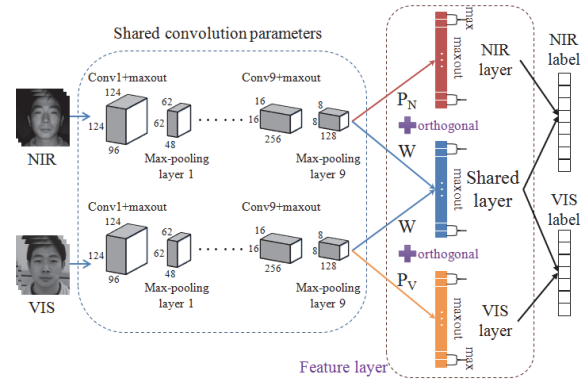 Shared convolution parameters
Conv1+maxout
124
124
96
62
62
48
Max-pooling
layer 1
Conv9+maxout
16
16
256
8
8
128
Max-pooling
layer 9
NIR
Conv1+maxout
124
124
96
62
62
48
Max-pooling
layer 1
Conv9+maxout
16
16
256
8
8
128
Max-pooling
layer 9
VIS
max
maxout
NIR
layer
P_N
orthogonal
W
maxout
Shared
layer
W
orthogonal
P_V
maxout
VIS
layer
max
Feature layer
NIR
label
VIS
label